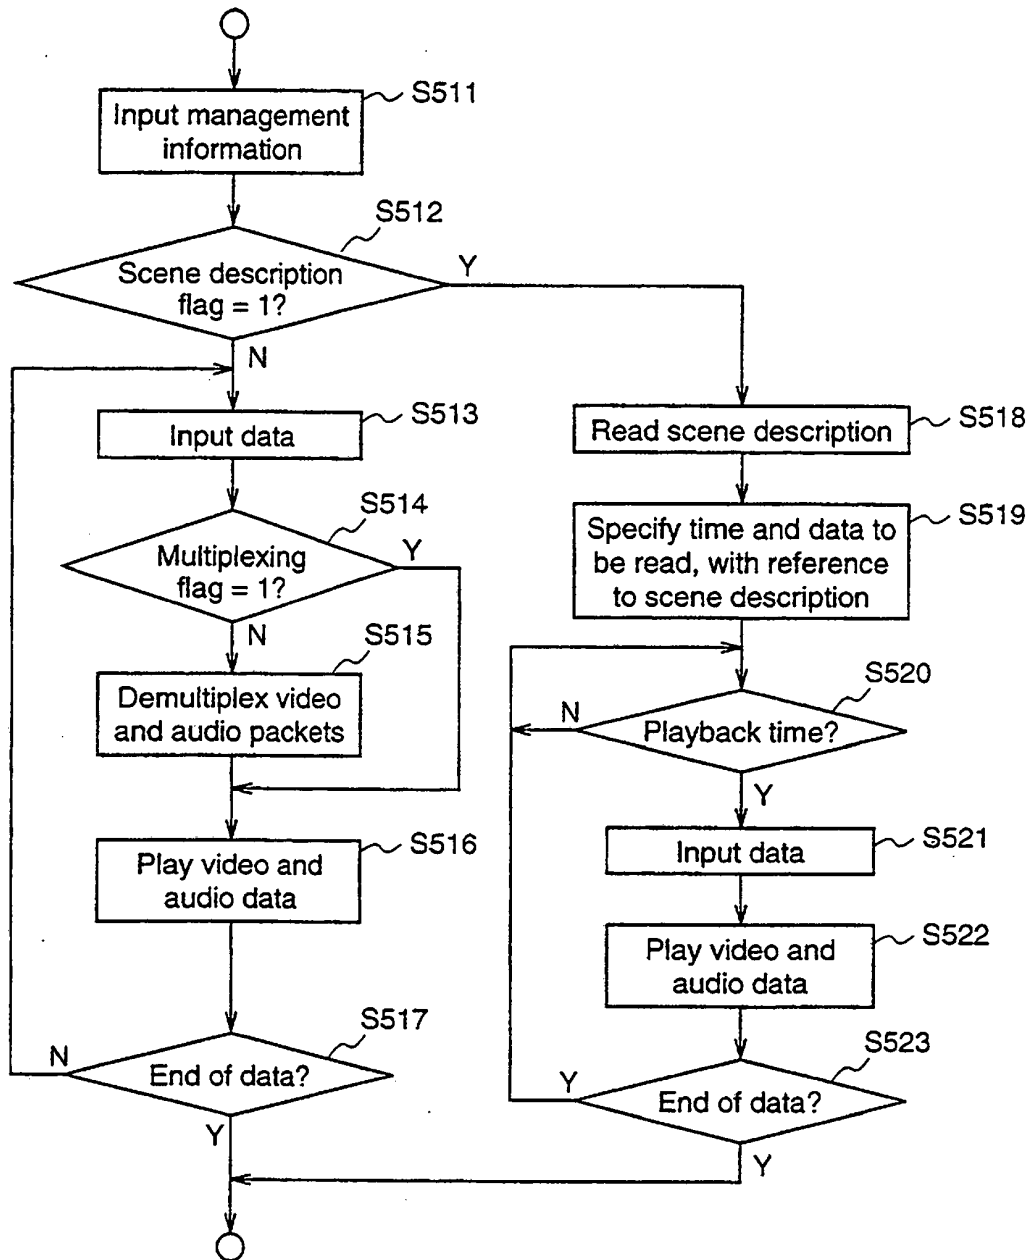 S511
Input management
information
S512
Scene description
flag = 1?
Y
N
S513
Input data
S514
Multiplexing
flag = 1?
Y
N
S515
Demultiplex video
and audio packets
S516
Play video and
audio data
S517
End of data?
N
Y
S518
Read scene description
S519
Specify time and data to
be read, with reference
to scene description
S520
Playback time?
N
Y
S521
Input data
S522
Play video and
audio data
S523
End of data?
Y
Y